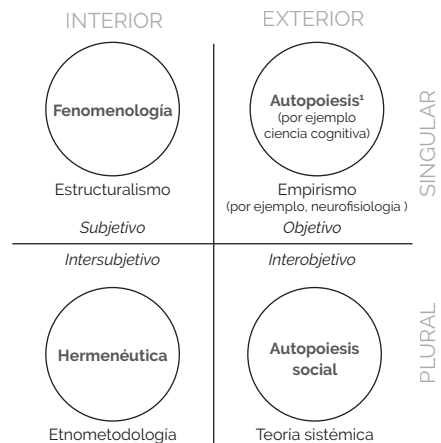 INTERIOR
EXTERIOR
Fenomenología
Estructuralismo
Subjetivo
Autopoiesis¹
(por ejemplo
ciencia cognitiva)
Empirismo
(por ejemplo, neurofisiología )
Objetivo
SINGULAR
Intersubjetivo
Hermenéutica
Etnometodología
Interobjetivo
Autopoiesis
social
Teoría sistémica
PLURAL